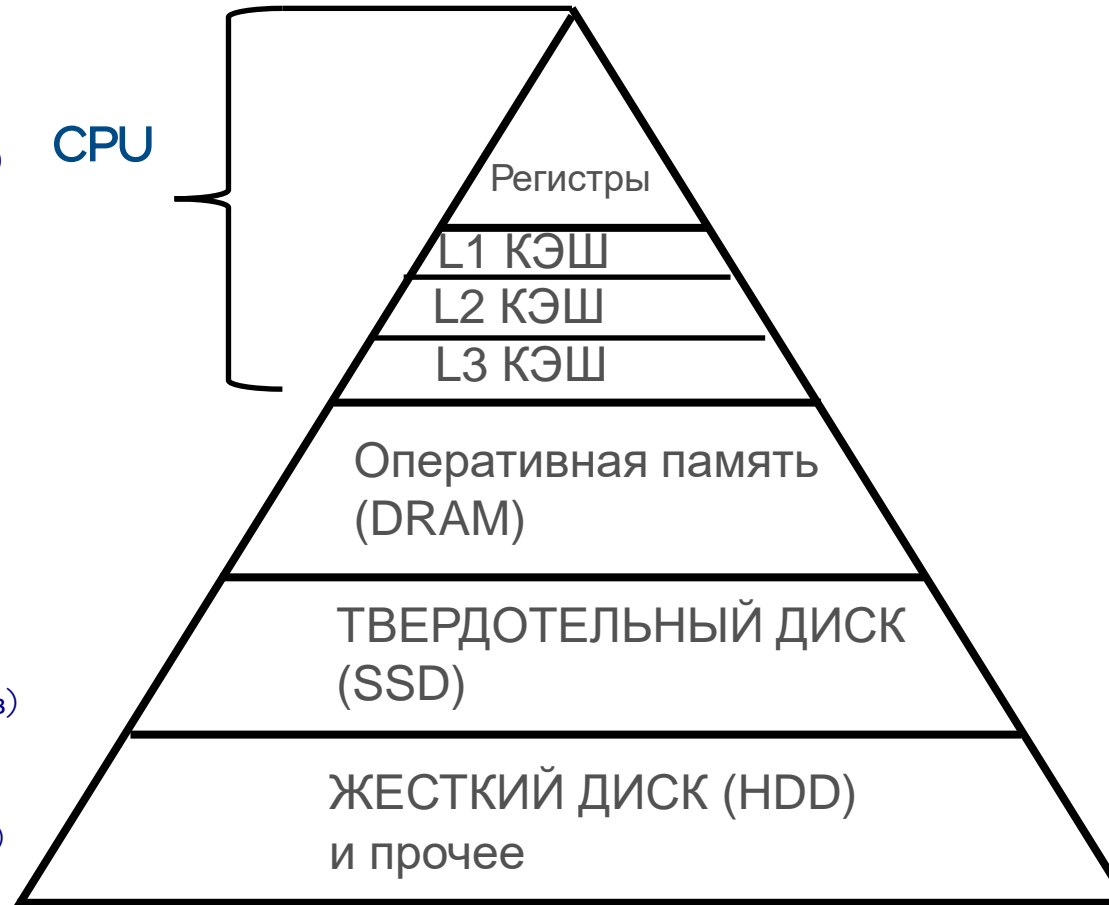 CPU
)
Регистры
L1 КЭШ
L2 КЭШ
L3 КЭШ
Оперативная память
(DRAM)
ТВЕРДОТЕЛЬНЫЙ ДИСК
(SSD)
в)
ЖЕСТКИЙ ДИСК (HDD)
)
и прочее